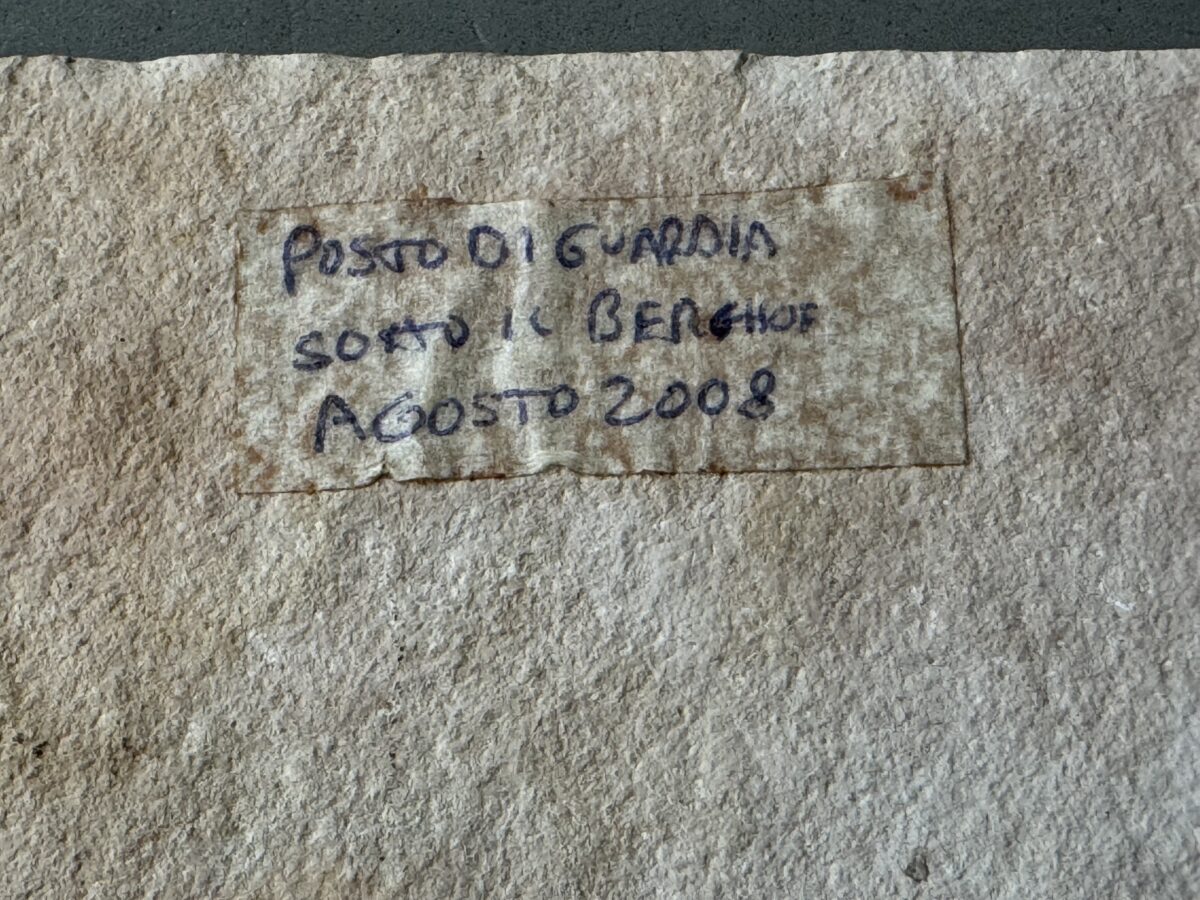 POSTO DI GUARDIA
SOTTO IL BERGHOF
AGOSTO 2008